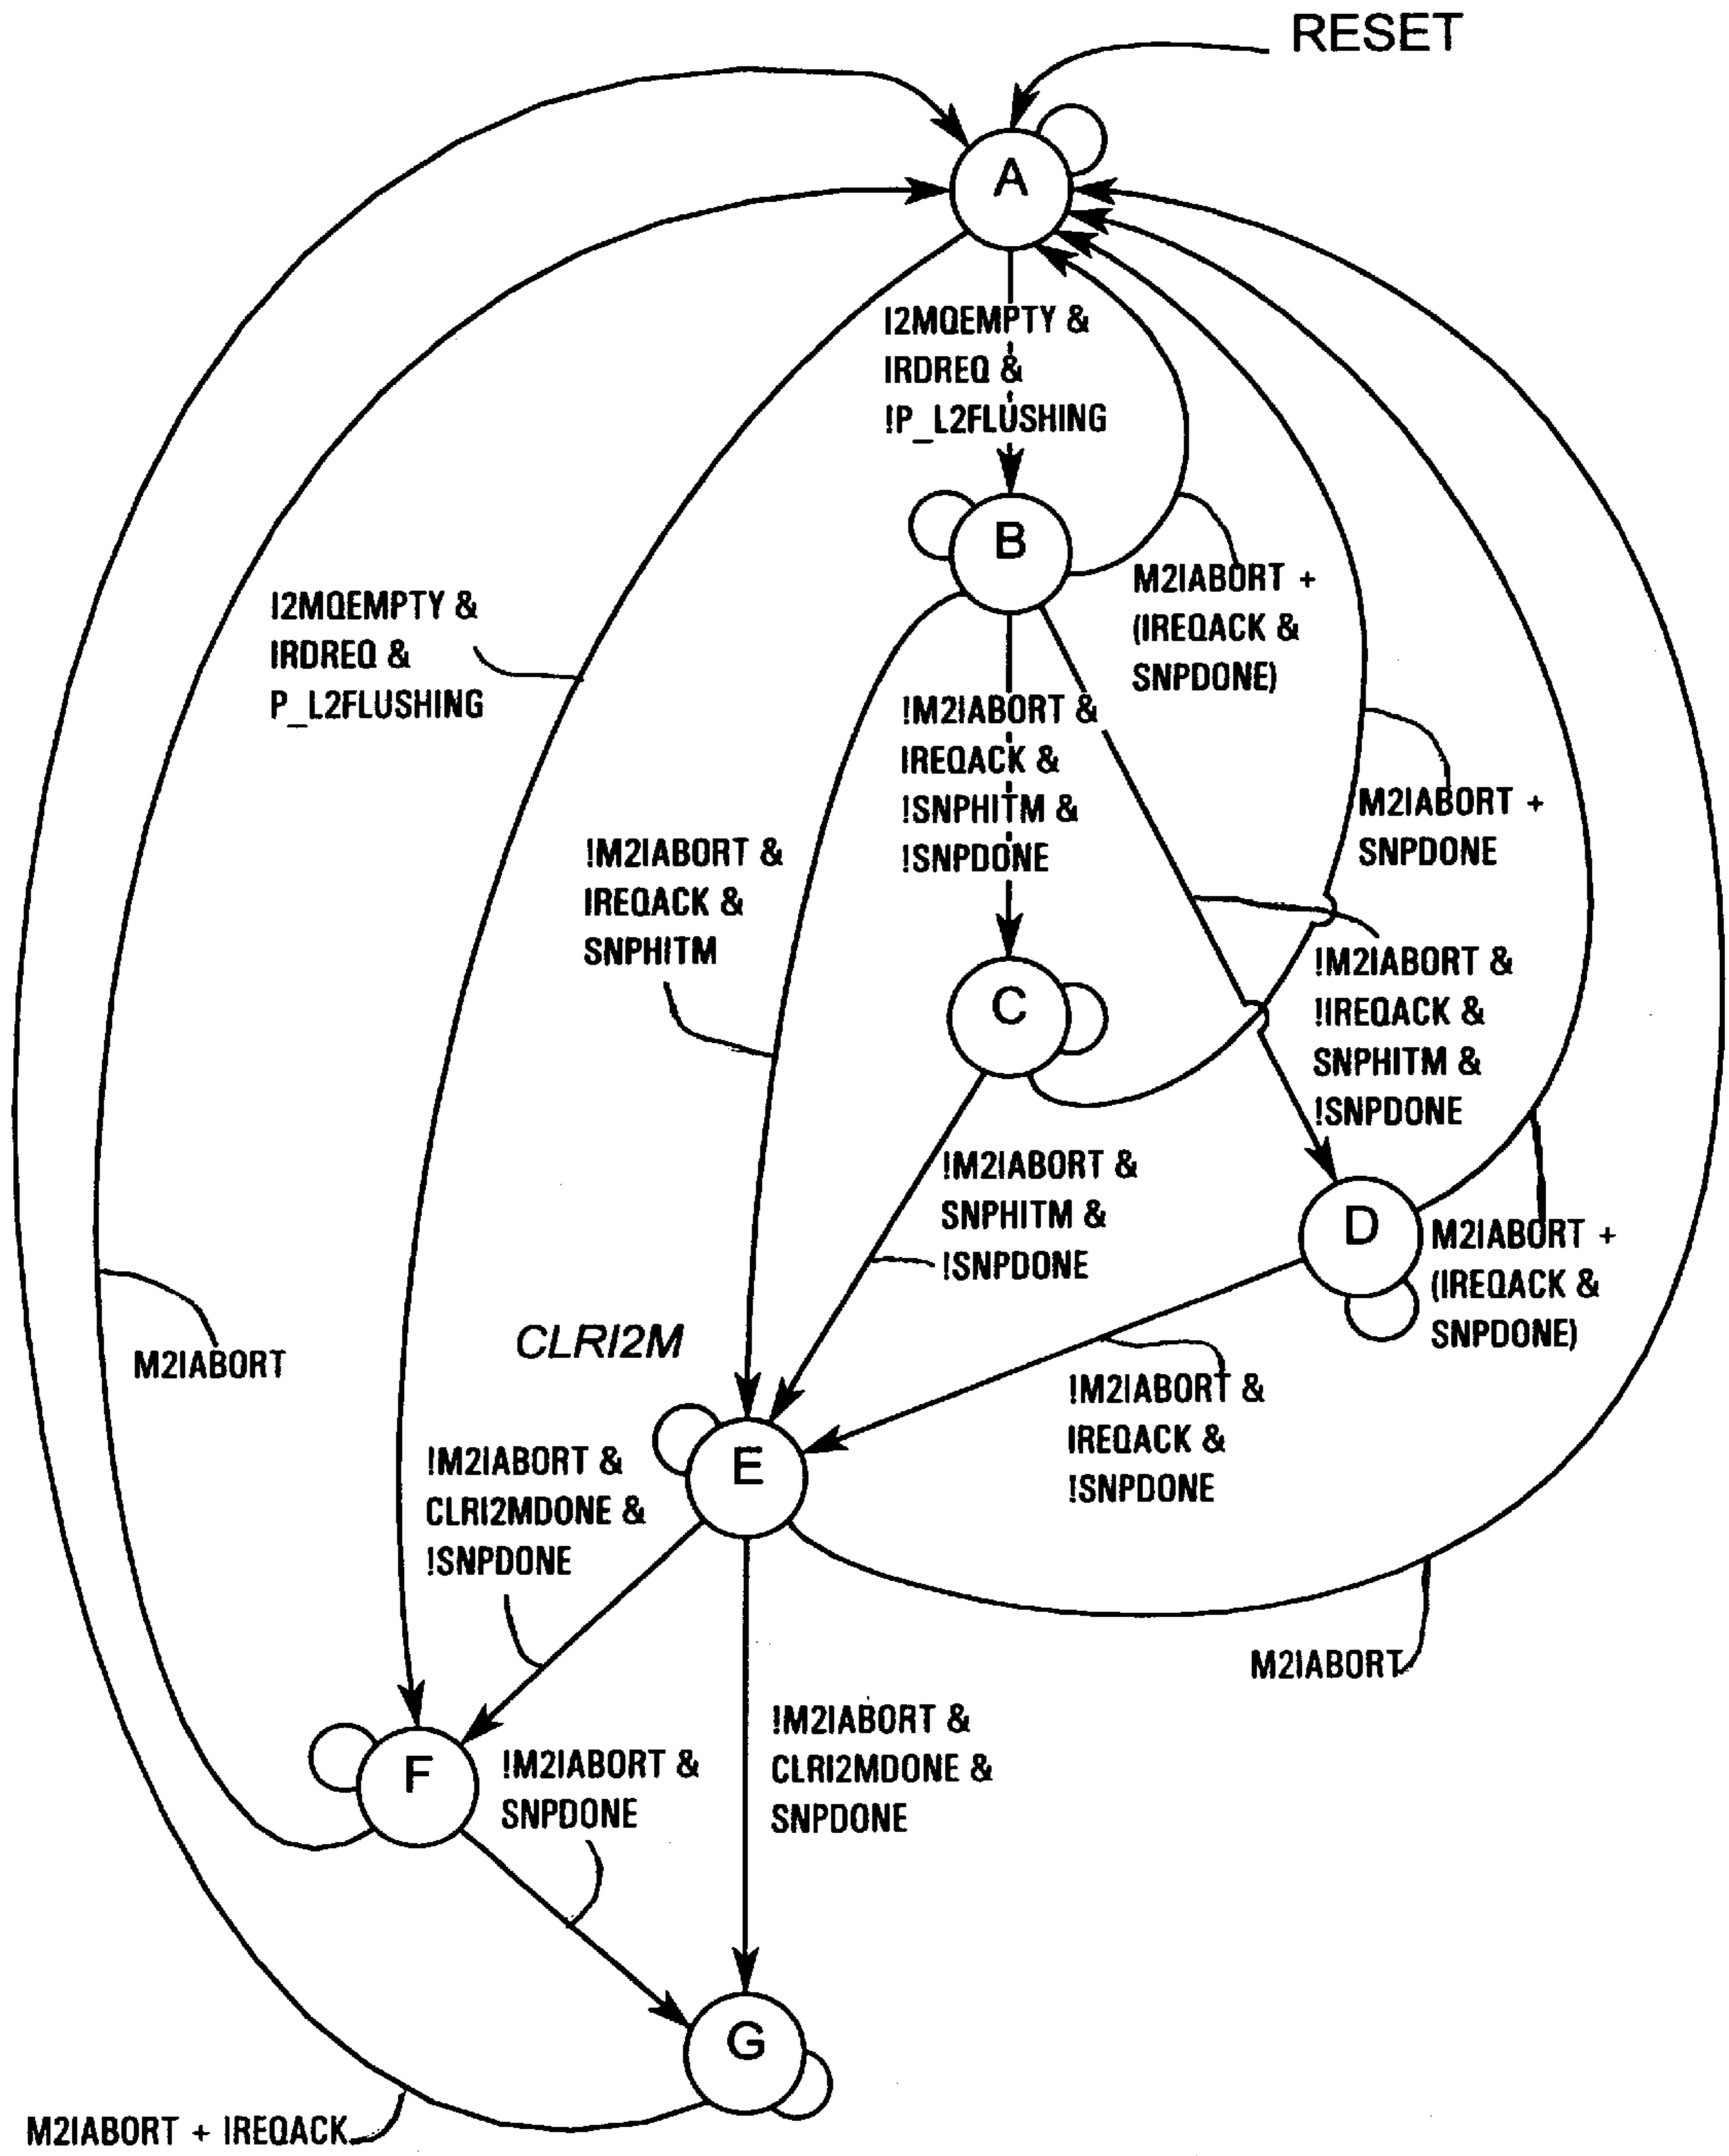 RESET
A
I2MQEMPTY &
IRDREQ &
!P_L2FLUSHING
B
M2IABORT +
(IREQACK &
SNPDONE)
I2MQEMPTY &
IRDREQ &
P_L2FLUSHING
!M2IABORT &
IREQACK &
!SNPHITM &
!SNPDONE
M2IABORT +
SNPDONE
!M2IABORT &
IREQACK &
SNPHITM
!M2IABORT &
!IREQACK &
SNPHITM &
!SNPDONE
C
!M2IABORT &
SNPHITM &
!SNPDONE
D
M2IABORT +
(IREQACK &
SNPDONE)
M2IABORT
CLRI2M
!M2IABORT &
IREQACK &
!SNPDONE
E
!M2IABORT &
CLRI2MDONE &
!SNPDONE
M2IABORT
F
!M2IABORT &
SNPDONE
!M2IABORT &
CLRI2MDONE &
SNPDONE
G
M2IABORT + IREQACK